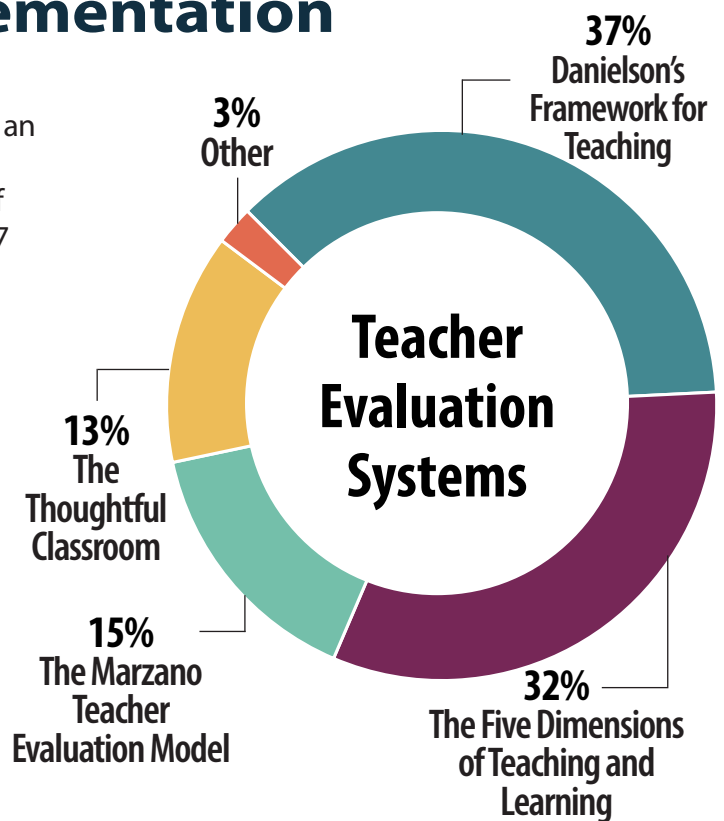 ementation
an
f
7
37%
Danielson's
Framework for
Teaching
3%
Other
Teacher
Evaluation
Systems
13%
The
Thoughtful
Classroom
15%
The Marzano
Teacher
Evaluation Model
32%
The Five Dimensions
of Teaching and
Learning